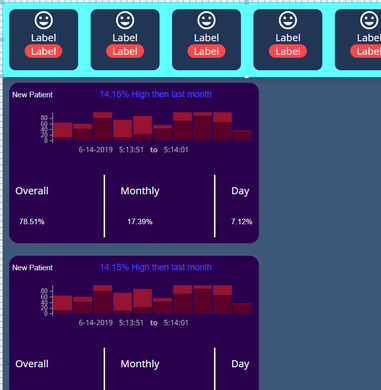 Label Label Label Label Label
Label Label Label Label Label
New Patient 14.15% High then last month
80
60
40
20
0
6-14-2019 5:13:51 to 5:14:01
Overall Monthly Day
78.51% 17.39% 7.12%
New Patient 14.15% High then last month
80
60
40
20
0
6-14-2019 5:13:51 to 5:14:01
Overall Monthly Day